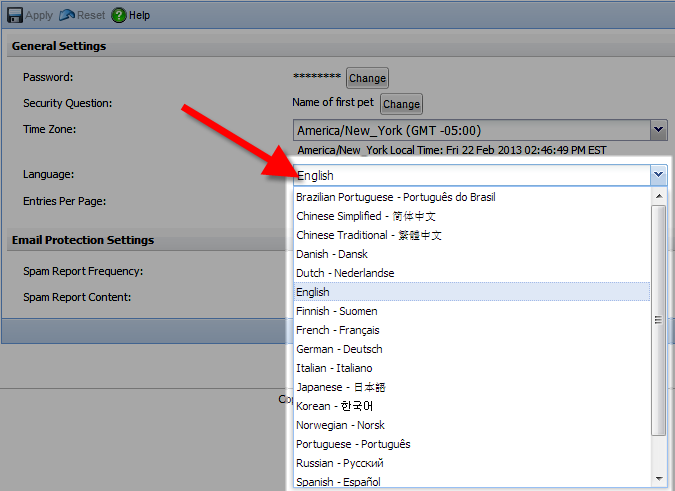 Apply Reset Help
General Settings
Password: ******** Change
Security Question: Name of first pet Change
Time Zone: America/New_York (GMT -05:00)
America/New_York Local Time: Fri 22 Feb 2013 02:46:49 PM EST
Language: English
Entries Per Page:
Brazilian Portuguese - Português do Brasil
Chinese Simplified - 简体中文
Chinese Traditional - 繁體中文
Danish - Dansk
Dutch - Nederlandse
English
Finnish - Suomen
French - Français
German - Deutsch
Italian - Italiano
Japanese - 日本語
Korean - 한국어
Norwegian - Norsk
Portuguese - Português
Russian - Русский
Spanish - Español
Email Protection Settings
Spam Report Frequency:
Spam Report Content: